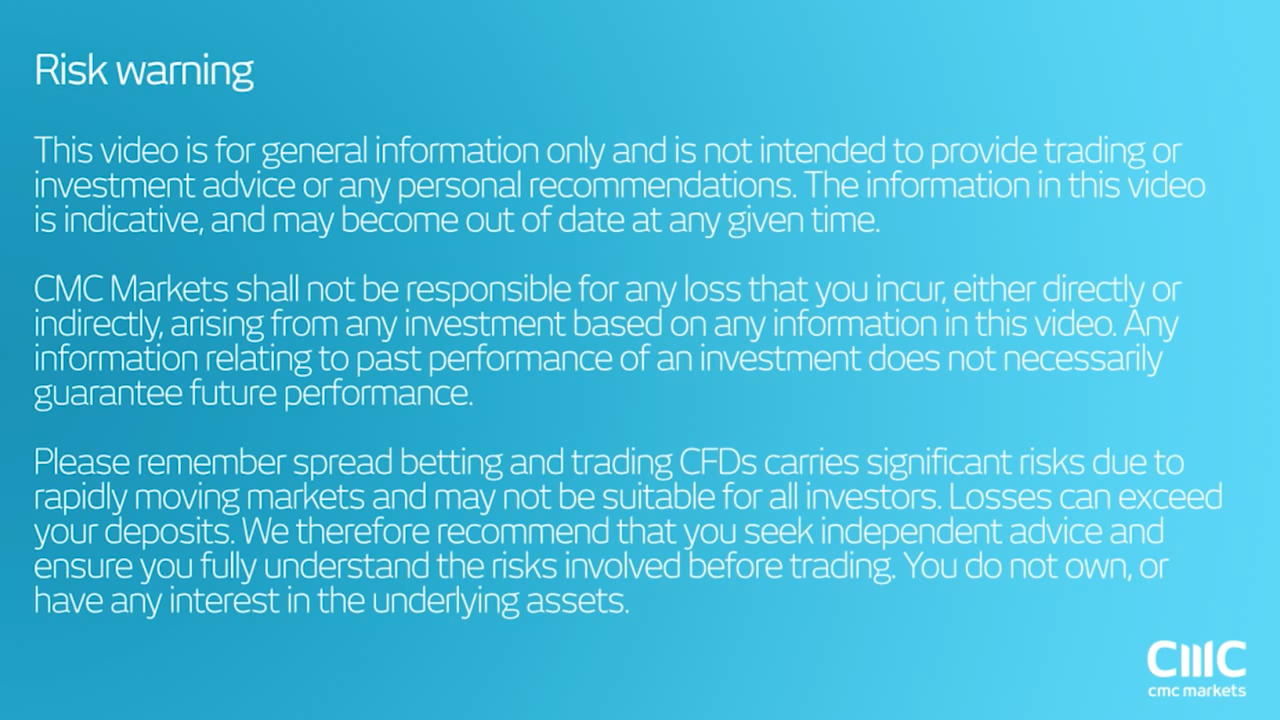 Risk warning
This video is for general information only and is not intended to provide trading or
investment advice or any personal recommendations. The information in this video
is indicative, and may become out of date at any given time.
CMC Markets shall not be responsible for any loss that you incur, either directly or
indirectly, arising from any investment based on any information in this video. Any
information relating to past performance of an investment does not necessarily
guarantee future performance.
Please remember spread betting and trading CFDs carries significant risks due to
rapidly moving markets and may not be suitable for all investors. Losses can exceed
your deposits. We therefore recommend that you seek independent advice and
ensure you fully understand the risks involved before trading. You do not own, or
have any interest in the underlying assets.
CMC
cmc markets